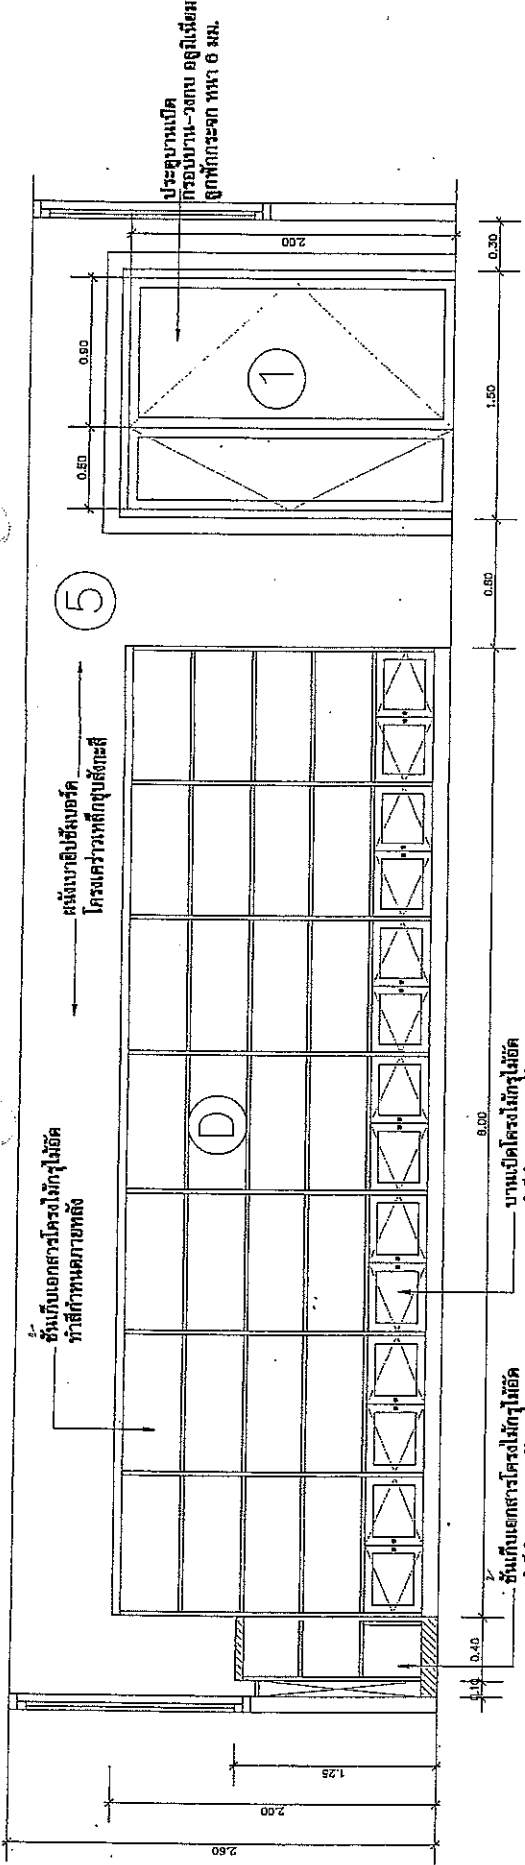 ประตูบานเปิด
กรอบบาน-วงกบ อลูมิเนียม
ลูกฟักกระจก หนา 6 มม.
2.00
0.90
0.30
1
1.50
5
0.60
ผนังเบายิปซั่มบอร์ด
โครงคร่าวเหล็กชุบสังกะสี
D
ชั้นเก็บเอกสารโครงไม้กรุไม้อัด
ทำสีกำหนดภายหลัง
บานเปิดโครงไม้กรุไม้อัด
ชั้นเก็บเอกสารโครงไม้กรุไม้อัด
0.40
0.10
1.25
2.00
2.60